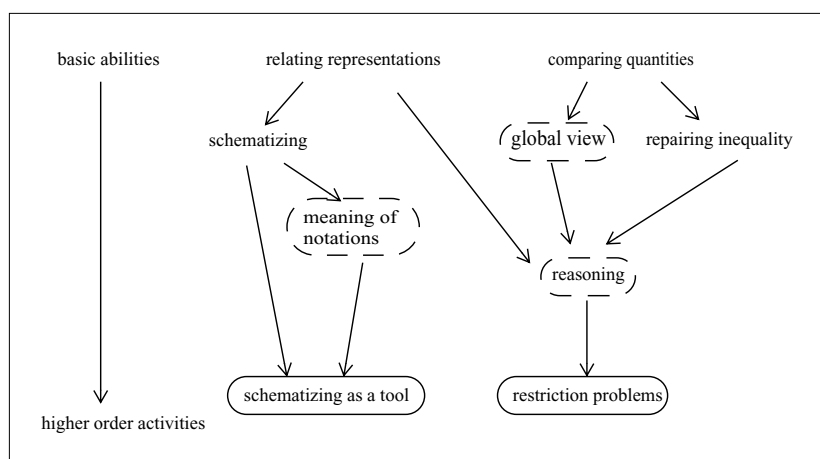 basic abilities
relating representations
comparing quantities
schematizing
global view
repairing inequality
meaning of
notations
reasoning
schematizing as a tool
restriction problems
higher order activities